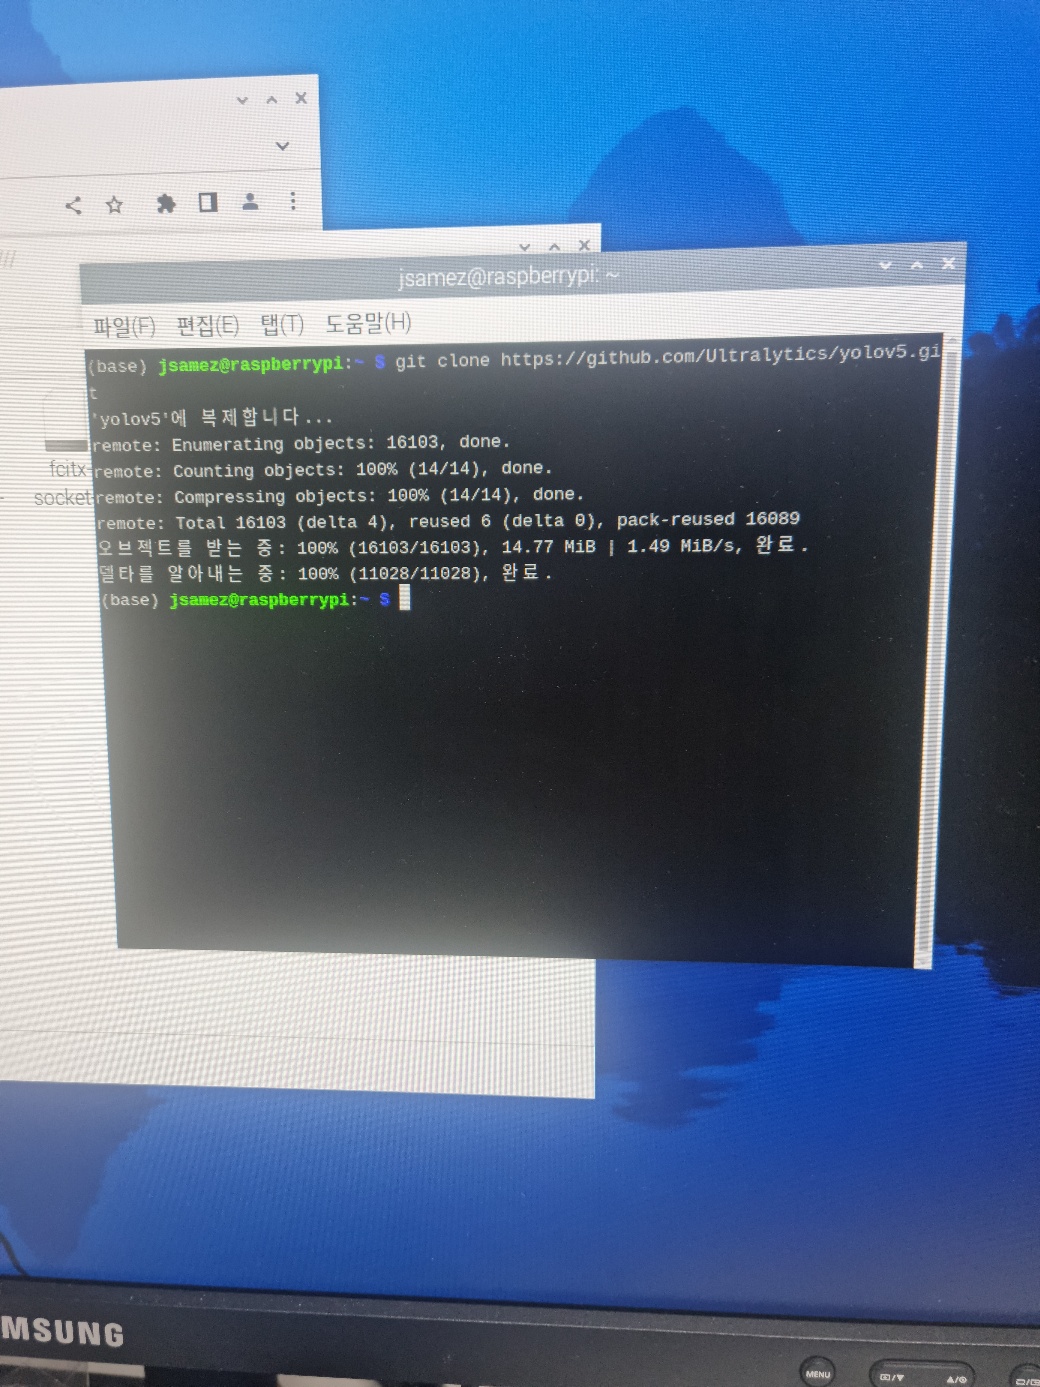 jsamez@raspberrypi: ~
파일(F) 편집(E) 탭(T) 도움말(H)
(base) jsamez@raspberrypi:~ $ git clone https://github.com/Ultralytics/yolov5.gi
t
'yolov5'에 복제합니다...
remote: Enumerating objects: 16103, done.
remote: Counting objects: 100% (14/14), done.
remote: Compressing objects: 100% (14/14), done.
remote: Total 16103 (delta 4), reused 6 (delta 0), pack-reused 16089
오브젝트를 받는 중: 100% (16103/16103), 14.77 MiB | 1.49 MiB/s, 완료.
델타를 알아내는 중: 100% (11028/11028), 완료.
(base) jsamez@raspberrypi:~ $
fcitx-
socket
MSUNG
MENU